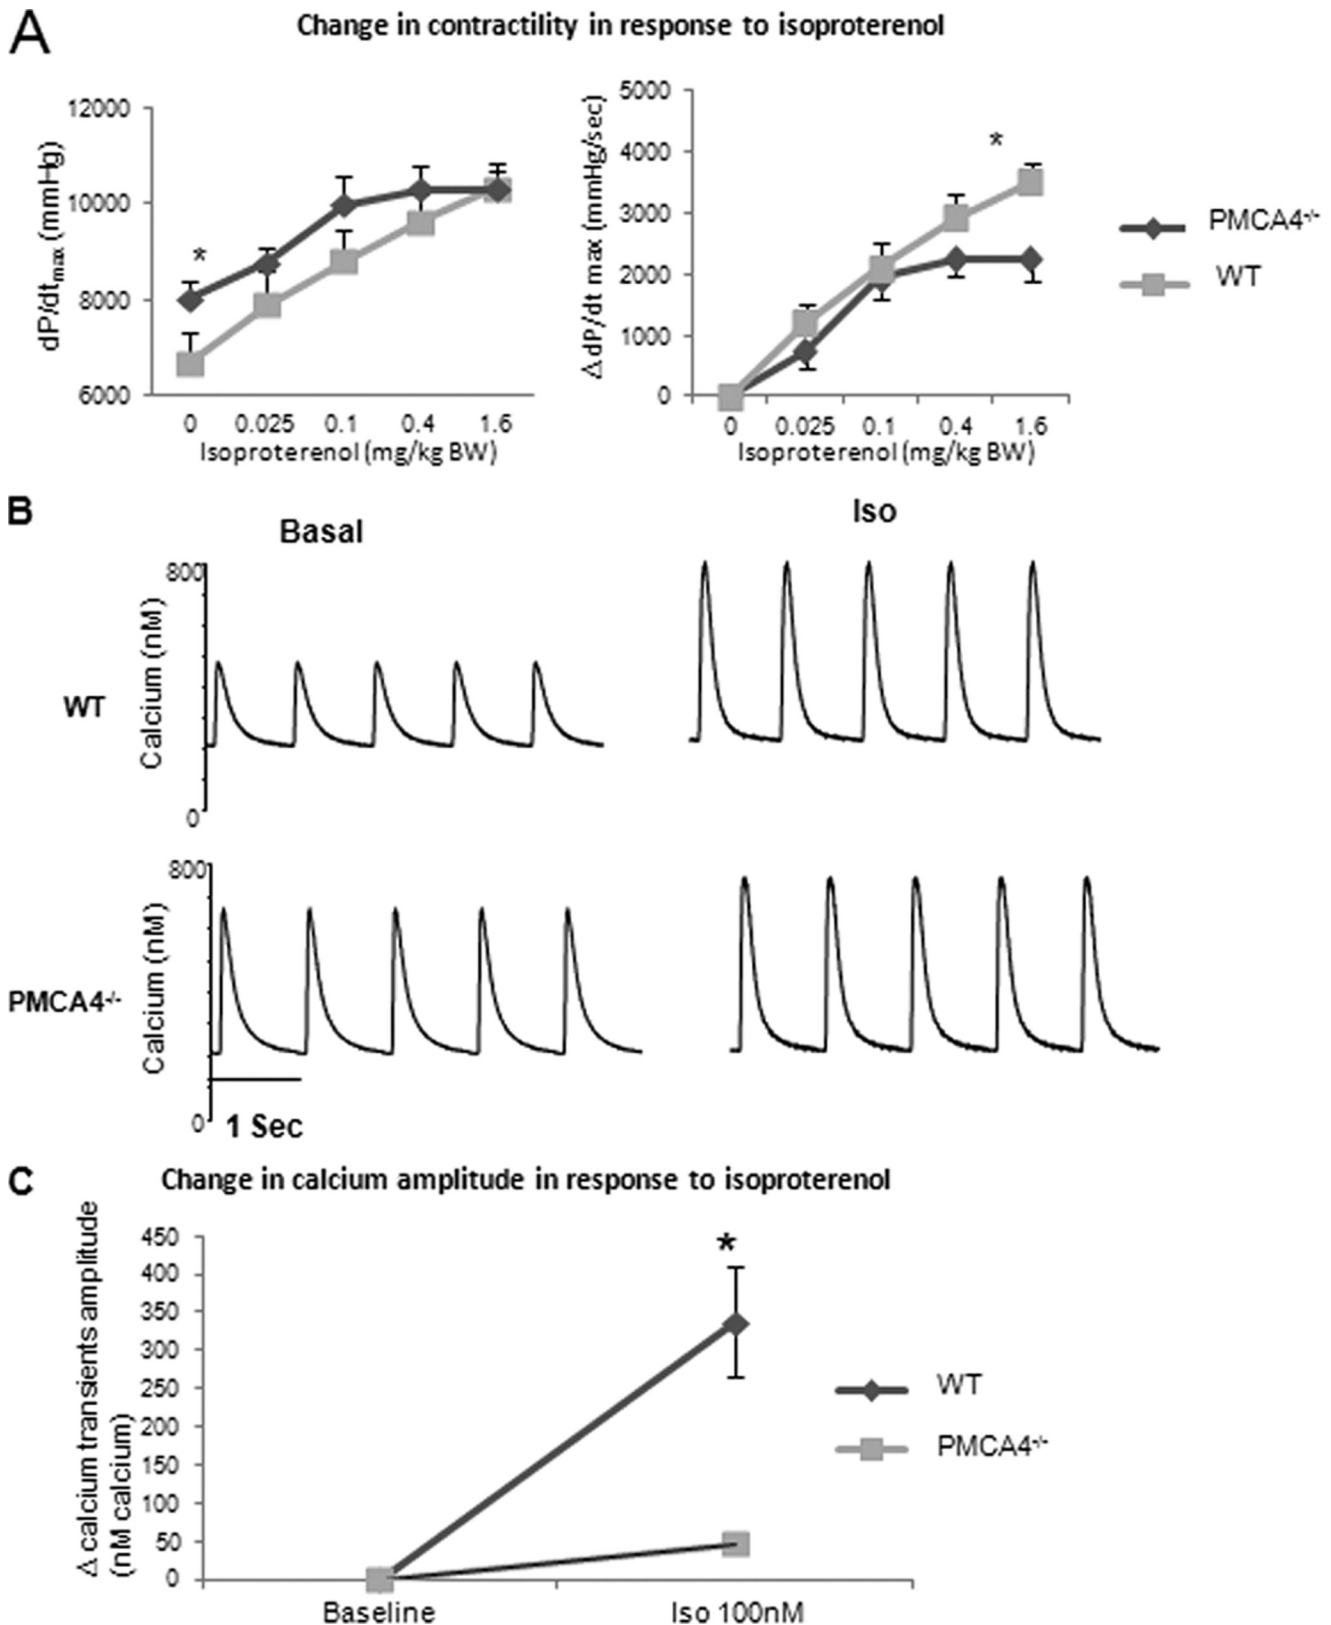 A
Change in contractility in response to isoproterenol
dP/dtmax (mmHg)
12000
10000
8000
6000
*
0 0.025 0.1 0.4 1.6
Isoproterenol (mg/kg BW)
Δ dP/dt max (mmHg/sec)
5000
4000
3000
2000
1000
0
*
0 0.025 0.1 0.4 1.6
Isoproterenol (mg/kg BW)
PMCA4-/-
WT
B
Basal
Iso
WT
Calcium (nM)
800
0
PMCA4-/-
Calcium (nM)
800
0
1 Sec
C
Change in calcium amplitude in response to isoproterenol
Δ calcium transients amplitude
(nM calcium)
450
400
350
300
250
200
150
100
50
0
*
Baseline Iso 100nM
WT
PMCA4-/-